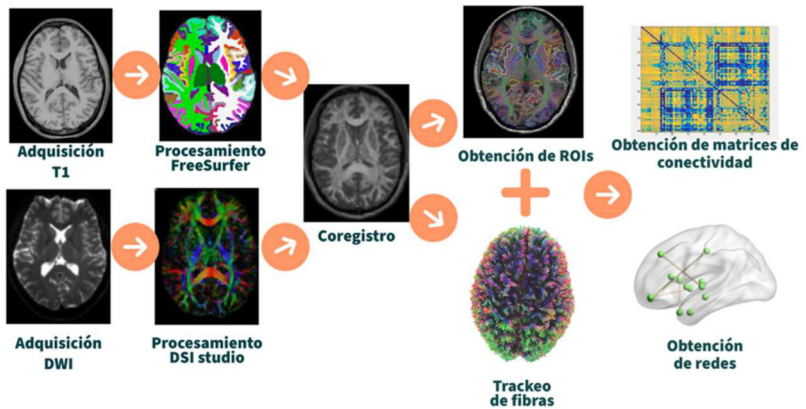 Adquisición
T1
Procesamiento
FreeSurfer
Coregistro
Obtención de ROIs
Obtención de matrices de
conectividad
Adquisición
DWI
Procesamiento
DSI studio
Trackeo
de fibras
Obtención
de redes